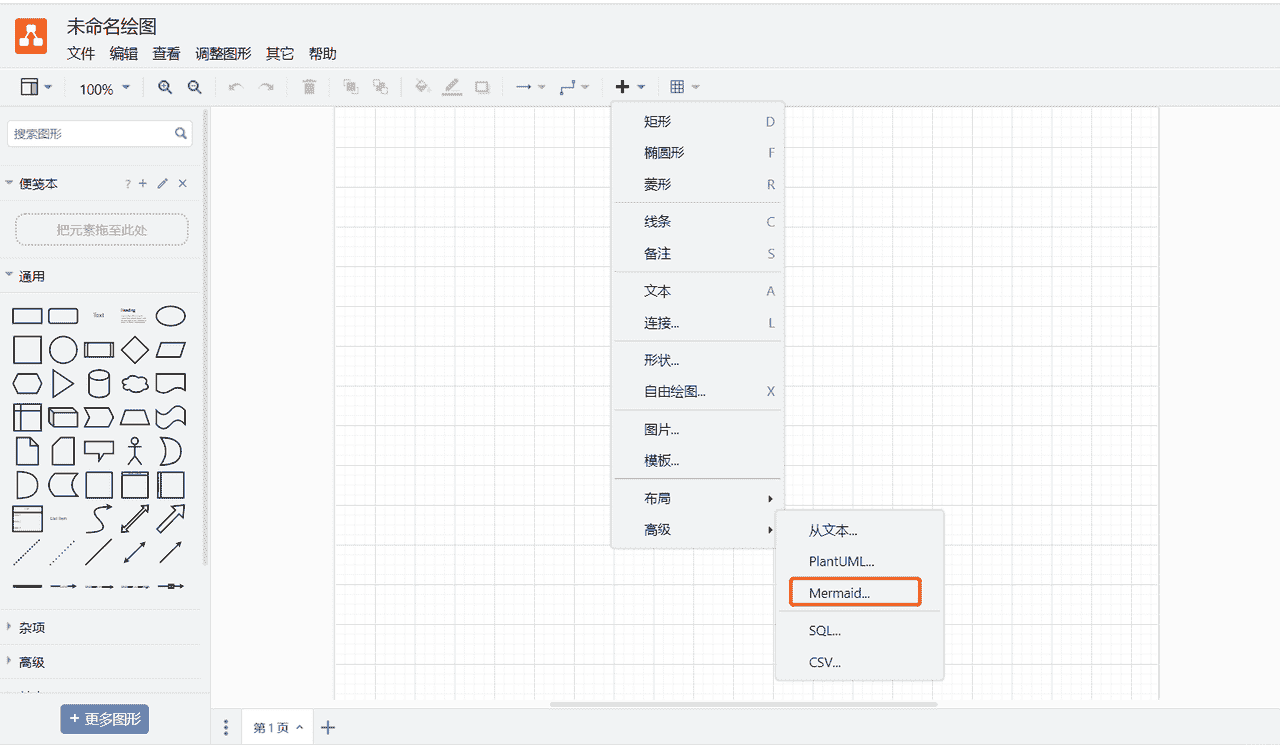 未命名绘图
文件 编辑 查看 调整图形 其它 帮助
100%
搜索图形
便笺本 ? + ×
把元素拖至此处
通用
Text Heading
List Item
杂项
高级
+ 更多图形
第1页
矩形 D
椭圆形 F
菱形 R
线条 C
备注 S
文本 A
连接... L
形状...
自由绘图... X
图片...
模板...
布局
高级
从文本...
PlantUML...
Mermaid...
SQL...
CSV...